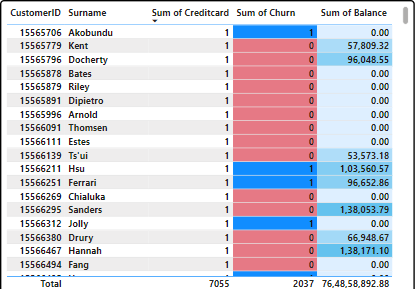 CustomerID Surname Sum of Creditcard Sum of Churn Sum of Balance
15565706 Akobundu 1 1 0.00
15565779 Kent 1 0 57,809.32
15565796 Docherty 1 0 96,048.55
15565878 Bates 1 0 0.00
15565879 Riley 1 0 0.00
15565891 Dipietro 1 0 0.00
15565996 Arnold 1 0 0.00
15566091 Thomsen 1 0 0.00
15566111 Estes 1 0 0.00
15566139 Ts'ui 1 0 53,573.18
15566211 Hsu 1 1 1,03,560.57
15566251 Ferrari 1 1 96,652.86
15566269 Chialuka 1 0 0.00
15566295 Sanders 1 0 1,38,053.79
15566312 Jolly 1 1 0.00
15566380 Drury 1 0 66,948.67
15566467 Hannah 1 0 1,38,171.10
15566494 Fang 1 0 0.00
Total 7055 2037 76,48,58,892.88